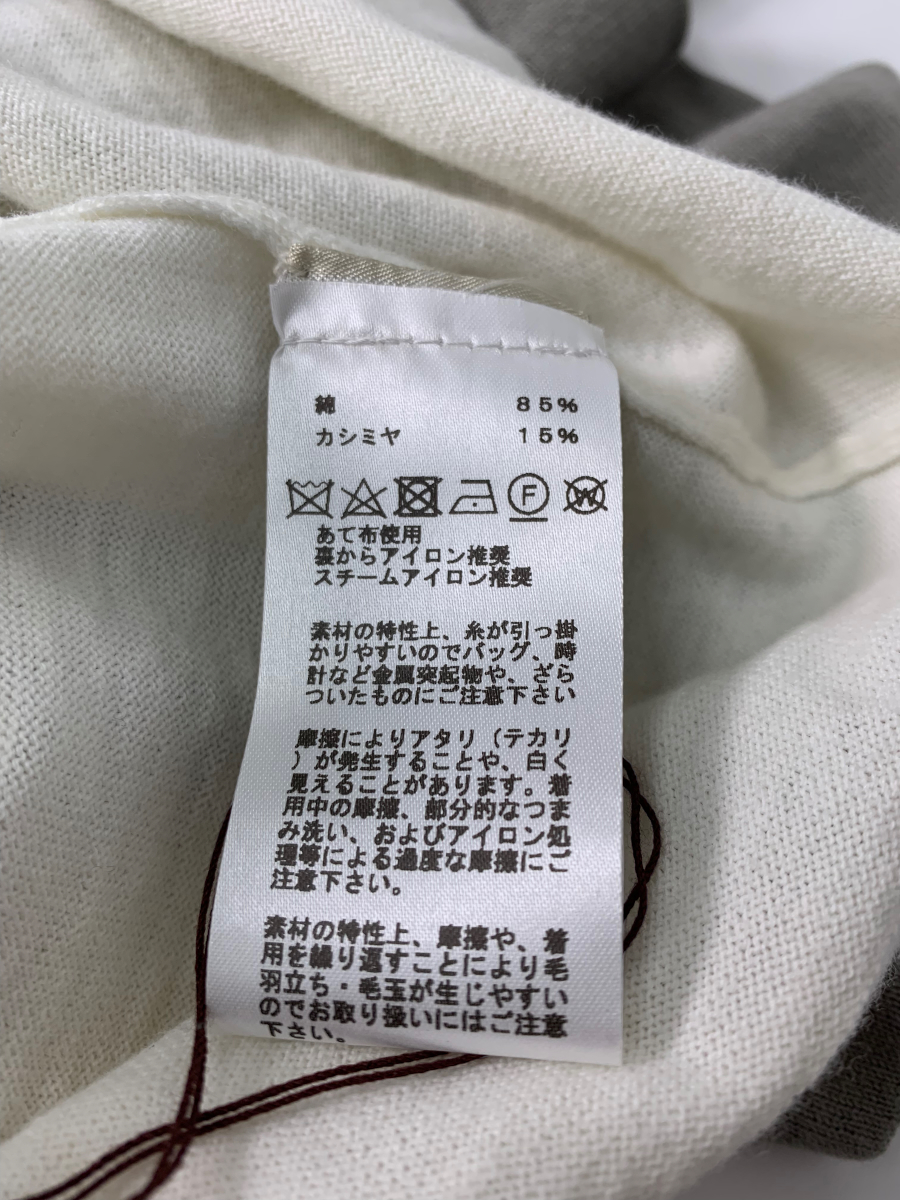 綿 85%
カシミヤ 15%
F W
あて布使用
裏からアイロン推奨
スチームアイロン推奨
素材の特性上、糸が引っ掛
かりやすいのでバッグ、時
計など金属突起物や、ざら
ついたものにご注意下さい
摩擦によりアタリ（テカリ
）が発生することや、白く
見えることがあります。着
用中の摩擦、部分的なつま
み洗い、およびアイロン処
理等による過度な摩擦にご
注意下さい。
素材の特性上、摩擦や、着
用を繰り返すことにより毛
羽立ち・毛玉が生じやすい
のでお取り扱いにはご注意
下さい。